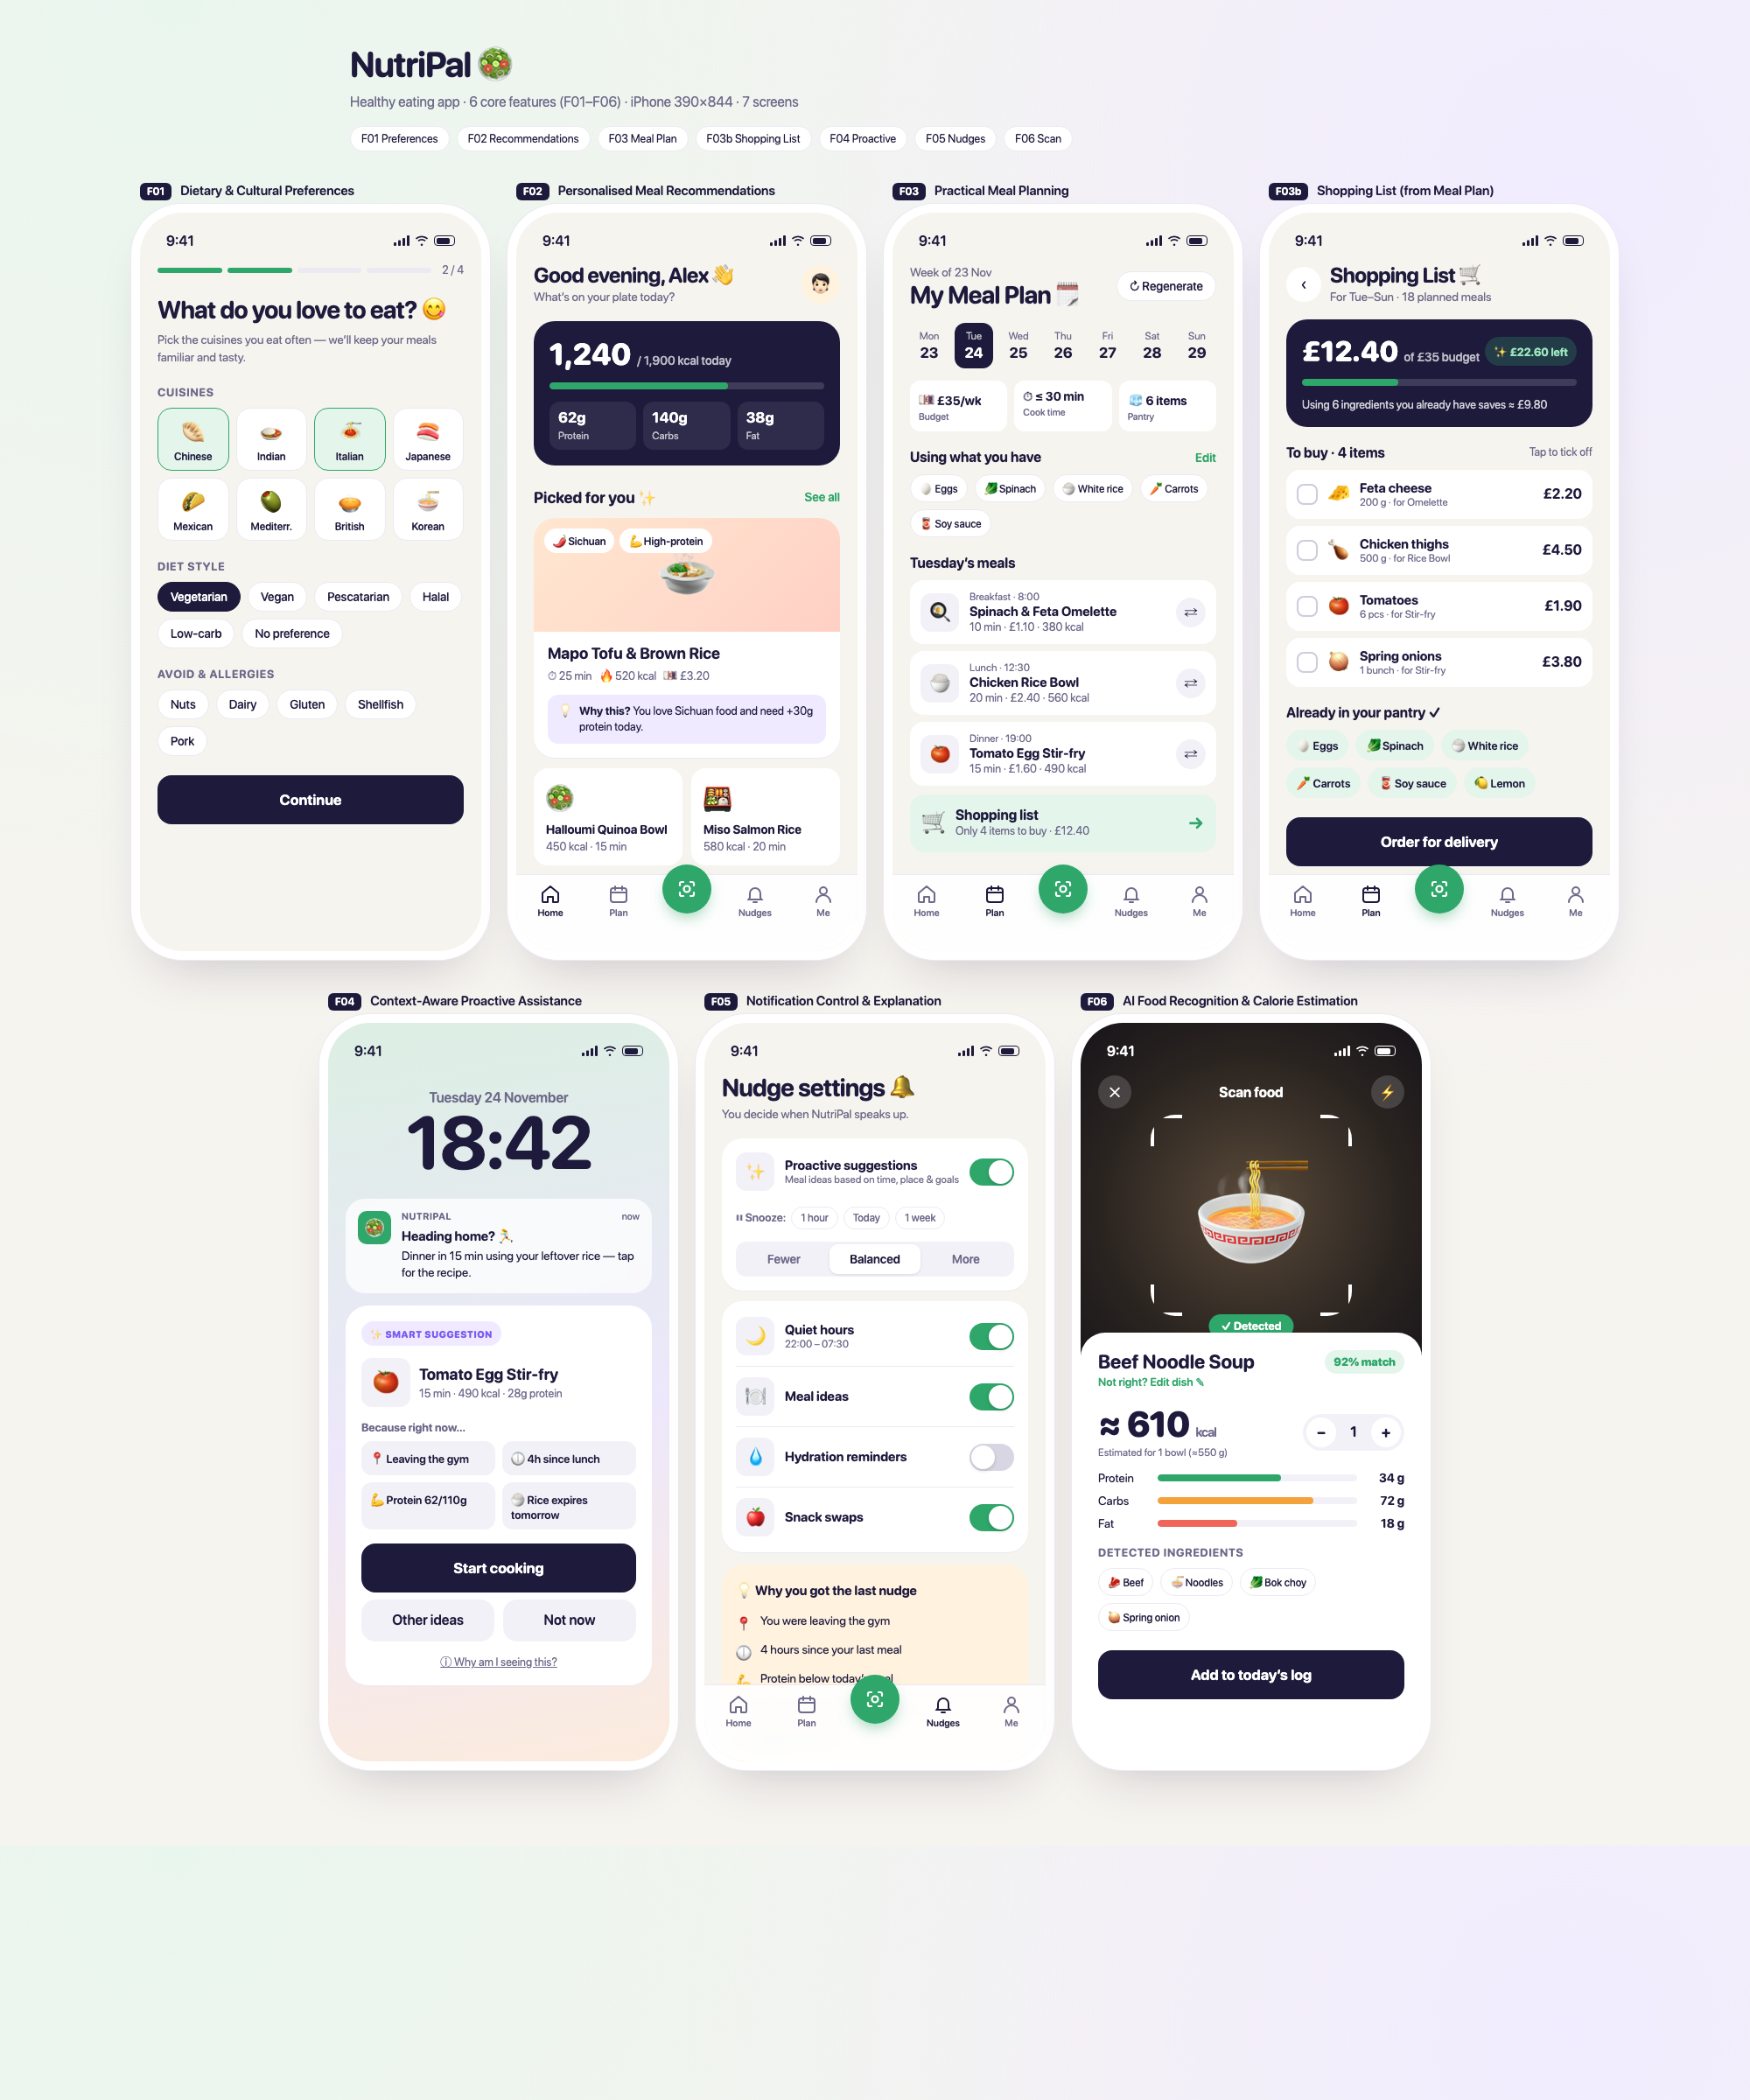 NutriPal
Healthy eating app · 6 core features (F01–F06) · iPhone 390×844 · 7 screens
F01 Preferences
F02 Recommendations
F03 Meal Plan
F03b Shopping List
F04 Proactive
F05 Nudges
F06 Scan
F01 Dietary & Cultural Preferences
9:41
2 / 4
What do you love to eat?
Pick the cuisines you eat often — we'll keep your meals
familiar and tasty.
CUISINES
Chinese
Indian
Italian
Japanese
Mexican
Mediterr.
British
Korean
DIET STYLE
Vegetarian
Vegan
Pescatarian
Halal
Low-carb
No preference
AVOID & ALLERGIES
Nuts
Dairy
Gluten
Shellfish
Pork
Continue
F02 Personalised Meal Recommendations
9:41
Good evening, Alex
What's on your plate today?
1,240 / 1,900 kcal today
62g
Protein
140g
Carbs
38g
Fat
Picked for you
See all
Sichuan
High-protein
Mapo Tofu & Brown Rice
25 min 520 kcal £3.20
Why this? You love Sichuan food and need +30g
protein today.
Halloumi Quinoa Bowl
450 kcal · 15 min
Miso Salmon Rice
580 kcal · 20 min
Home
Plan
Nudges
Me
F03 Practical Meal Planning
9:41
Week of 23 Nov
My Meal Plan
Regenerate
Mon
23
Tue
24
Wed
25
Thu
26
Fri
27
Sat
28
Sun
29
£35/wk
Budget
≤ 30 min
Cook time
6 items
Pantry
Using what you have
Edit
Eggs
Spinach
White rice
Carrots
Soy sauce
Tuesday's meals
Breakfast · 8:00
Spinach & Feta Omelette
10 min · £1.10 · 380 kcal
Lunch · 12:30
Chicken Rice Bowl
20 min · £2.40 · 560 kcal
Dinner · 19:00
Tomato Egg Stir-fry
15 min · £1.60 · 490 kcal
Shopping list
Only 4 items to buy · £12.40
Home
Plan
Nudges
Me
F03b Shopping List (from Meal Plan)
9:41
Shopping List
For Tue–Sun · 18 planned meals
£12.40 of £35 budget
£22.60 left
Using 6 ingredients you already have saves ≈ £9.80
To buy · 4 items
Tap to tick off
Feta cheese
200 g · for Omelette
£2.20
Chicken thighs
500 g · for Rice Bowl
£4.50
Tomatoes
6 pcs · for Stir-fry
£1.90
Spring onions
1 bunch · for Stir-fry
£3.80
Already in your pantry ✓
Eggs
Spinach
White rice
Carrots
Soy sauce
Lemon
Order for delivery
Home
Plan
Nudges
Me
F04 Context-Aware Proactive Assistance
9:41
Tuesday 24 November
18:42
NUTRIPAL
now
Heading home?
Dinner in 15 min using your leftover rice — tap
for the recipe.
SMART SUGGESTION
Tomato Egg Stir-fry
15 min · 490 kcal · 28g protein
Because right now...
Leaving the gym
4h since lunch
Protein 62/110g
Rice expires
tomorrow
Start cooking
Other ideas
Not now
ⓘ Why am I seeing this?
F05 Notification Control & Explanation
9:41
Nudge settings
You decide when NutriPal speaks up.
Proactive suggestions
Meal ideas based on time, place & goals
Snooze:
1 hour
Today
1 week
Fewer
Balanced
More
Quiet hours
22:00 – 07:30
Meal ideas
Hydration reminders
Snack swaps
Why you got the last nudge
You were leaving the gym
4 hours since your last meal
Protein below
Home
Plan
Nudges
Me
F06 AI Food Recognition & Calorie Estimation
9:41
Scan food
✓ Detected
Beef Noodle Soup
92% match
Not right? Edit dish ✎
≈ 610 kcal
Estimated for 1 bowl (≈550 g)
− 1 +
Protein
34 g
Carbs
72 g
Fat
18 g
DETECTED INGREDIENTS
Beef
Noodles
Bok choy
Spring onion
Add to today's log